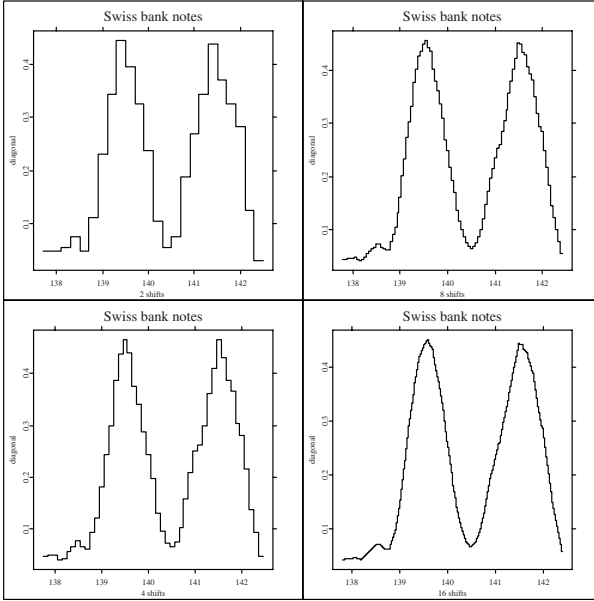 Swiss bank notes
diagonal
0.1 0.2 0.3 0.4
138 139 140 141 142
2 shifts
Swiss bank notes
diagonal
0.1 0.2 0.3 0.4
138 139 140 141 142
8 shifts
Swiss bank notes
diagonal
0.1 0.2 0.3 0.4
138 139 140 141 142
4 shifts
Swiss bank notes
diagonal
0.1 0.2 0.3 0.4
138 139 140 141 142
16 shifts